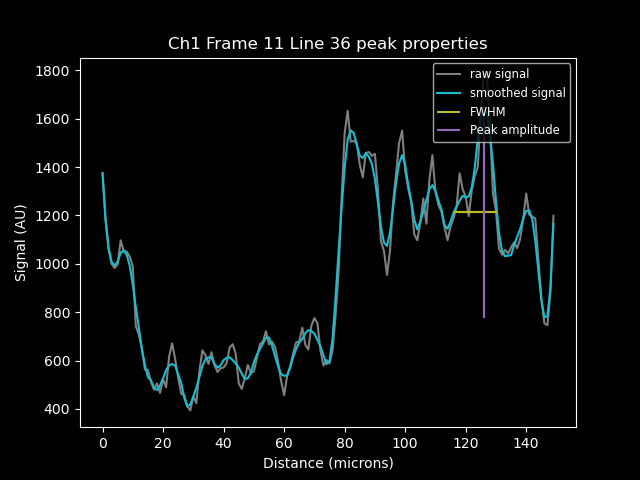 Ch1 Frame 11 Line 36 peak properties
raw signal
smoothed signal
FWHM
Peak amplitude
Signal (AU)
1800
1600
1400
1200
1000
800
600
400
0 20 40 60 80 100 120 140
Distance (microns)